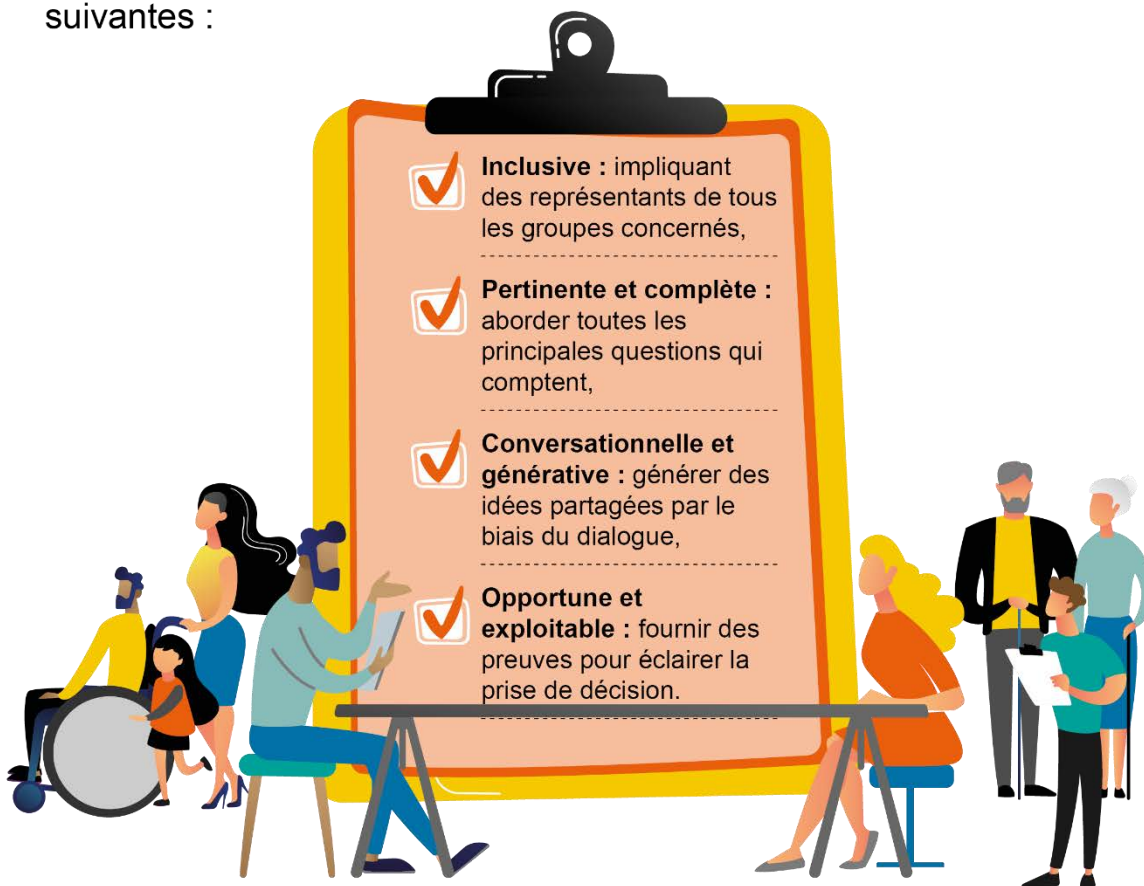 suivantes :
Inclusive : impliquant
des représentants de tous
les groupes concernés,
Pertinente et complète :
aborder toutes les
principales questions qui
comptent,
Conversationnelle et
générative : générer des
idées partagées par le
biais du dialogue,
Opportune et
exploitable : fournir des
preuves pour éclairer la
prise de décision.